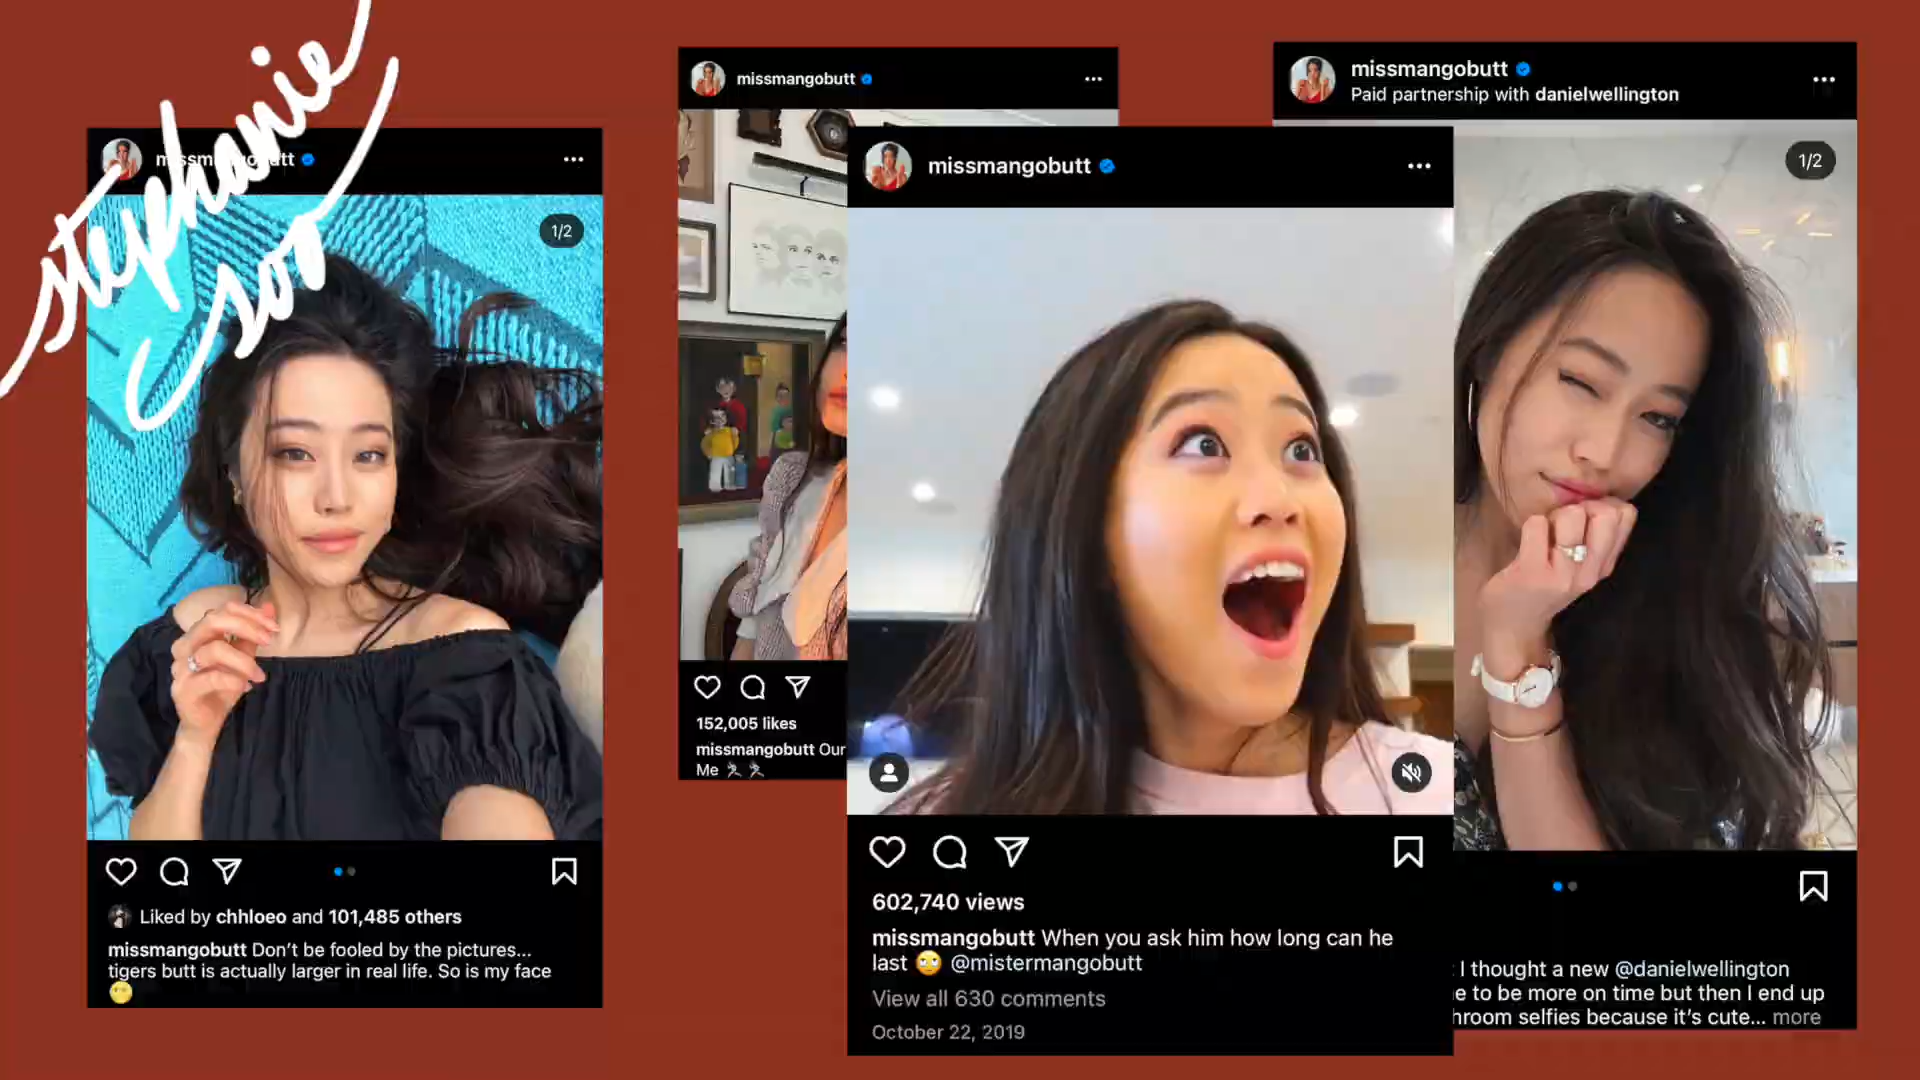 stephanie
soo
missmangobutt
1/2
Liked by chhloeo and 101,485 others
missmangobutt Don't be fooled by the pictures...
tigers butt is actually larger in real life. So is my face
missmangobutt
152,005 likes
missmangobutt Our
Me
missmangobutt
602,740 views
missmangobutt When you ask him how long can he
last 🙄 @mistermangobutt
View all 630 comments
October 22, 2019
missmangobutt
Paid partnership with danielwellington
1/2
I thought a new @danielwellington
to be more on time but then I end up
selfies because it's cute... more